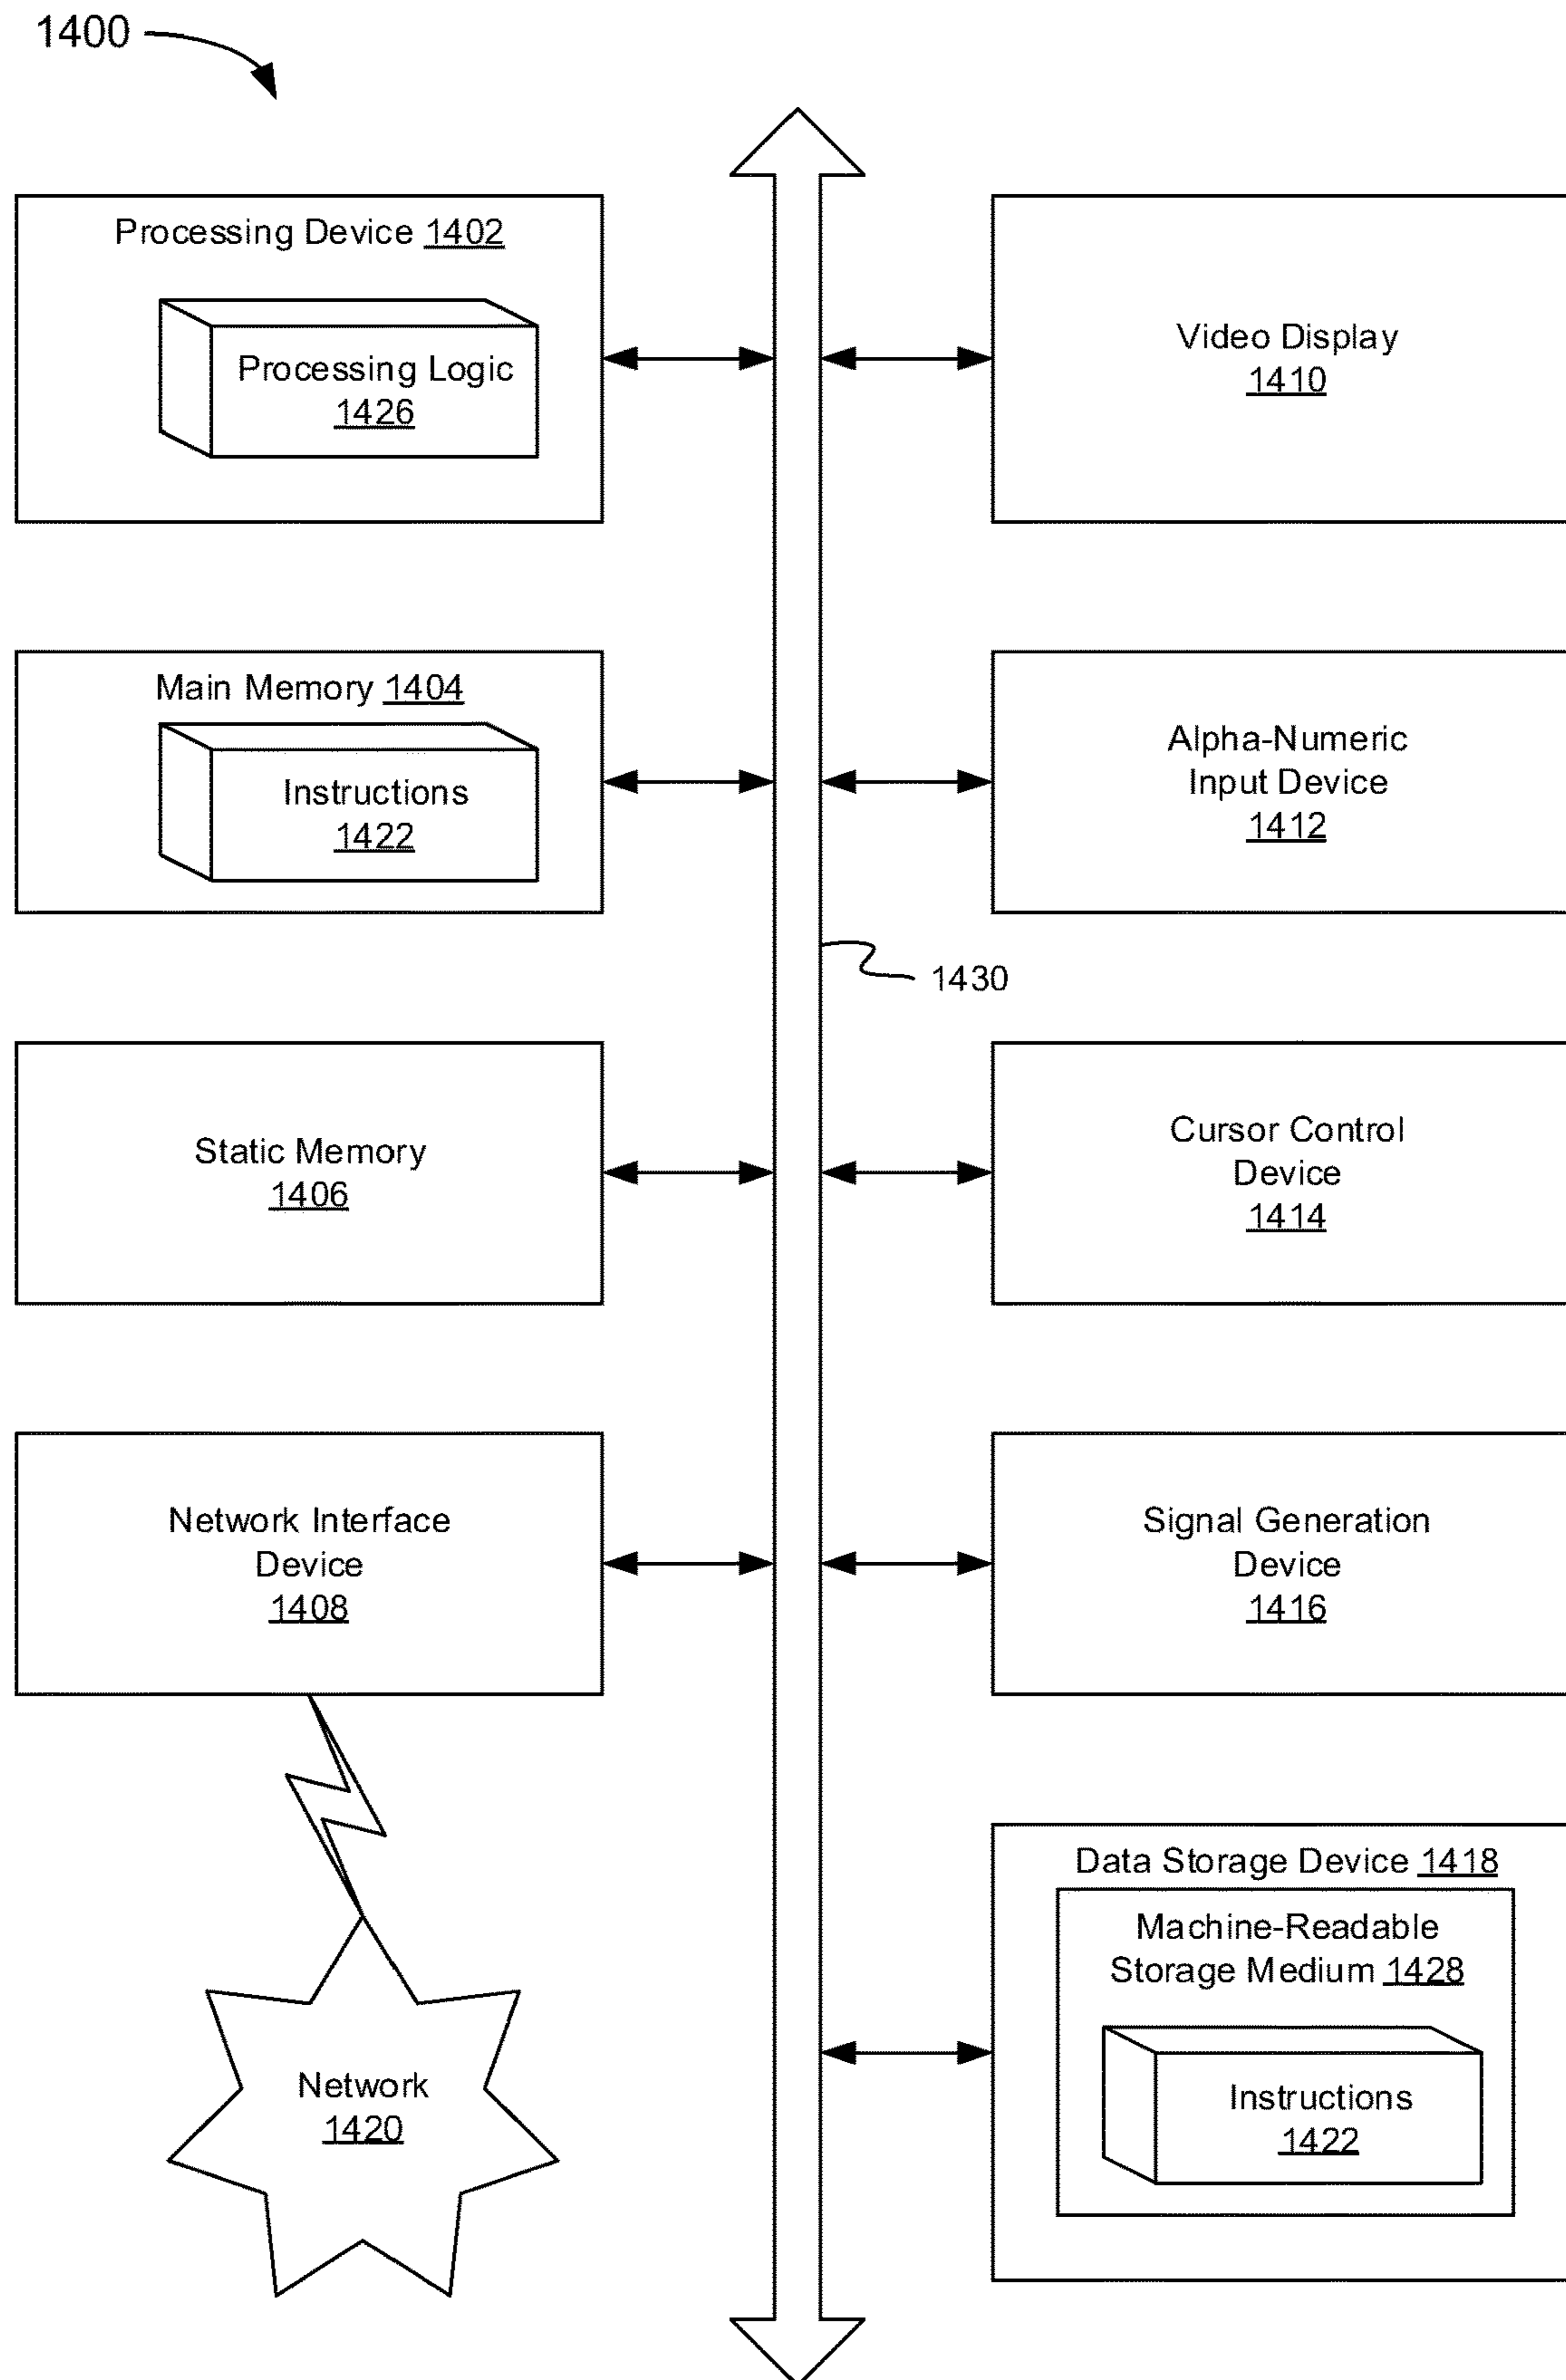 1400
Processing Device 1402
Processing Logic
1426
Video Display
1410
Main Memory 1404
Instructions
1422
Alpha-Numeric
Input Device
1412
1430
Static Memory
1406
Cursor Control
Device
1414
Network Interface
Device
1408
Signal Generation
Device
1416
Data Storage Device 1418
Machine-Readable
Storage Medium 1428
Instructions
1422
Network
1420